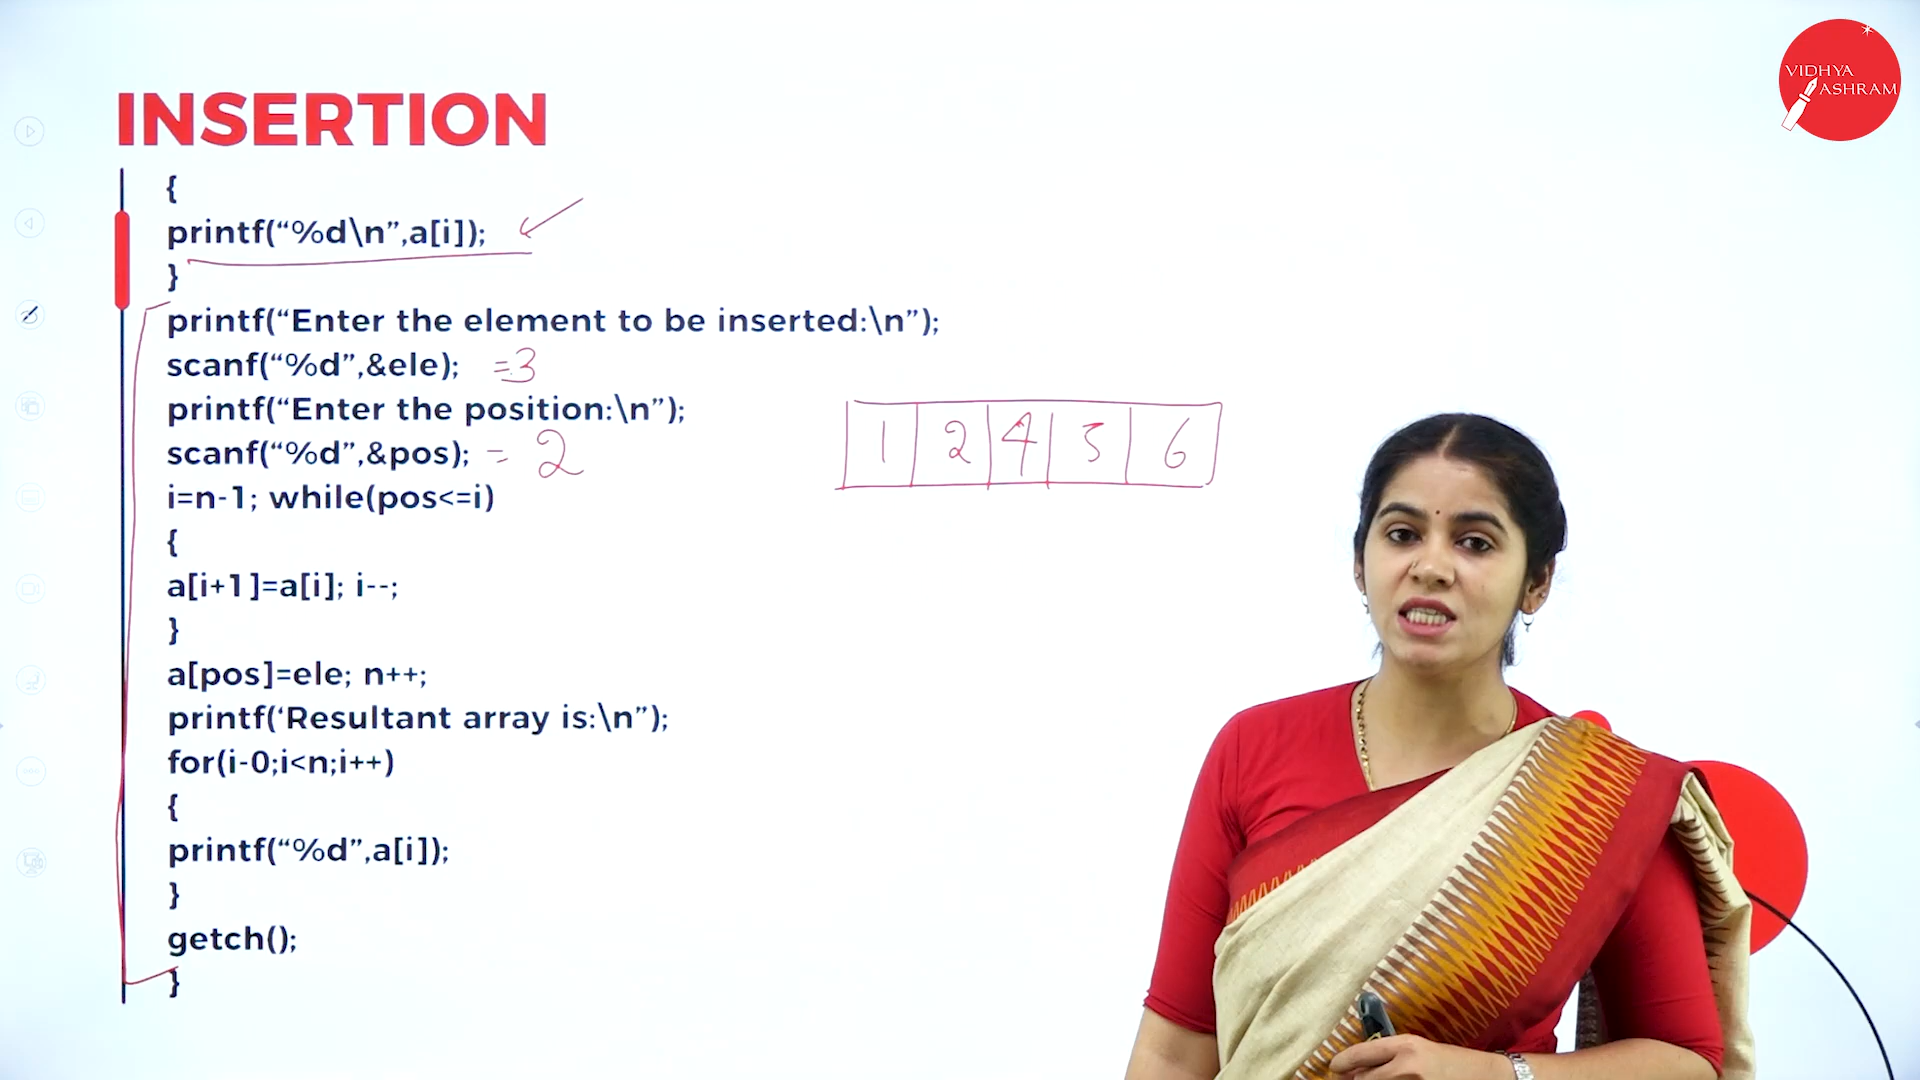 VIDHYA
ASHRAM
INSERTION
{
printf(“%d\n”,a[i]);
}
printf(“Enter the element to be inserted:\n”);
scanf(“%d”,&ele); =3
printf(“Enter the position:\n”);
scanf(“%d”,&pos); = 2
1 2 4 5 6
i=n-1; while(pos<=i)
{
a[i+1]=a[i]; i--;
}
a[pos]=ele; n++;
printf(‘Resultant array is:\n”);
for(i-0;i<n;i++)
{
printf(“%d”,a[i]);
}
getch();
}